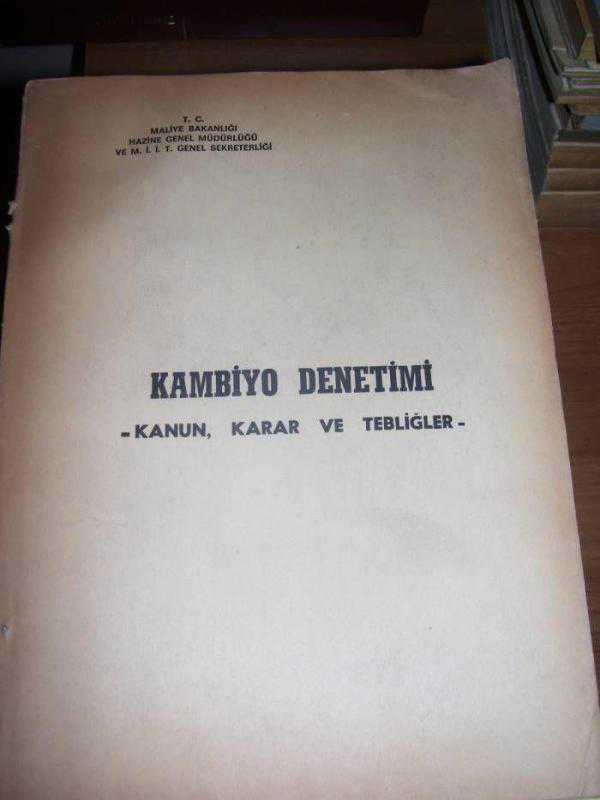 T. C.
MALİYE BAKANLIĞI
HAZİNE GENEL MÜDÜRLÜĞÜ
VE M. İ. İ. T. GENEL SEKRETERLİĞİ
KAMBİYO DENETİMİ
- KANUN, KARAR VE TEBLİĞLER -